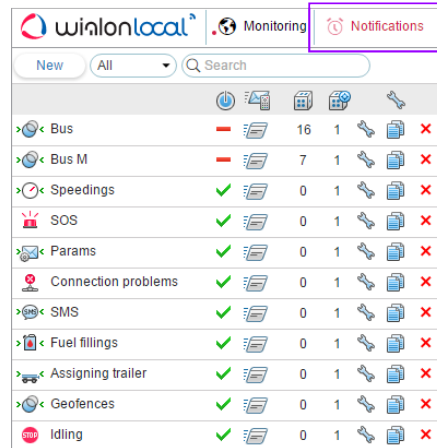 wialonlocal Monitoring Notifications
New All Search
Bus 16 1
Bus M 7 1
Speedings 0 1
SOS 0 1
Params 0 1
Connection problems 0 1
SMS SMS 0 1
Fuel fillings 0 1
Assigning trailer 0 1
Geofences 0 1
STOP Idling 0 1